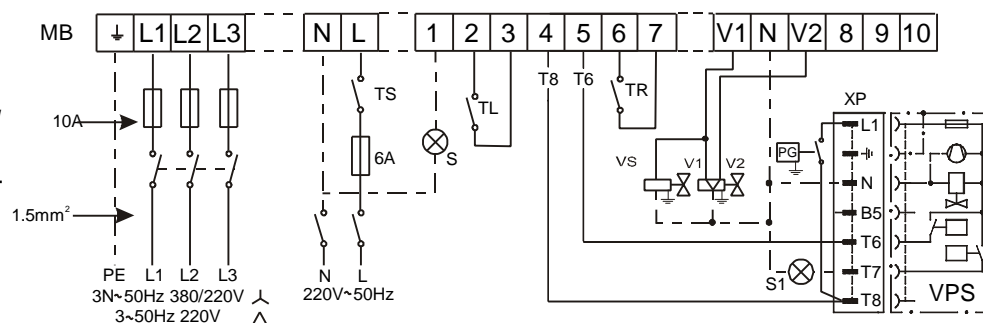 MB L1 L2 L3 N L 1 2 3 4 5 6 7 V1 N V2 8 9 10
T8 T6
TS TL TR
XP
10A
L1
6A S
VS V1 V2
PG
N
1.5mm²
B5
T6
S1
T7
T8
VPS
PE L1 L2 L3 N L
3N~50Hz 380/220V
220V~50Hz
3~50Hz 220V